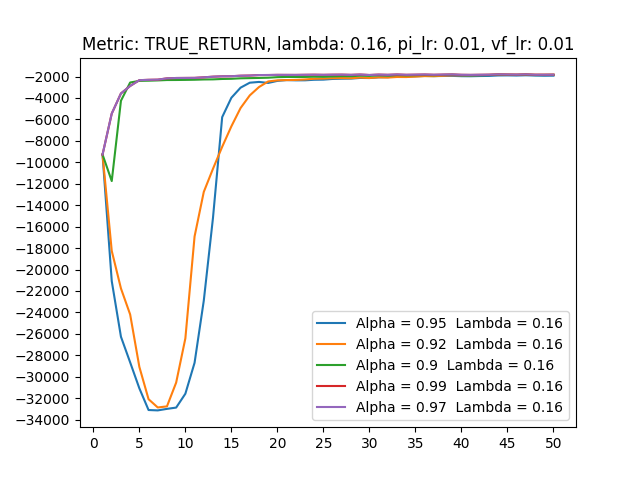 Metric: TRUE_RETURN, lambda: 0.16, pi_lr: 0.01, vf_lr: 0.01
−2000
−4000
−6000
−8000
−10000
−12000
−14000
−16000
−18000
−20000
−22000
−24000
−26000
−28000
−30000
−32000
−34000
Alpha = 0.95  Lambda = 0.16
Alpha = 0.92  Lambda = 0.16
Alpha = 0.9  Lambda = 0.16
Alpha = 0.99  Lambda = 0.16
Alpha = 0.97  Lambda = 0.16
0 5 10 15 20 25 30 35 40 45 50